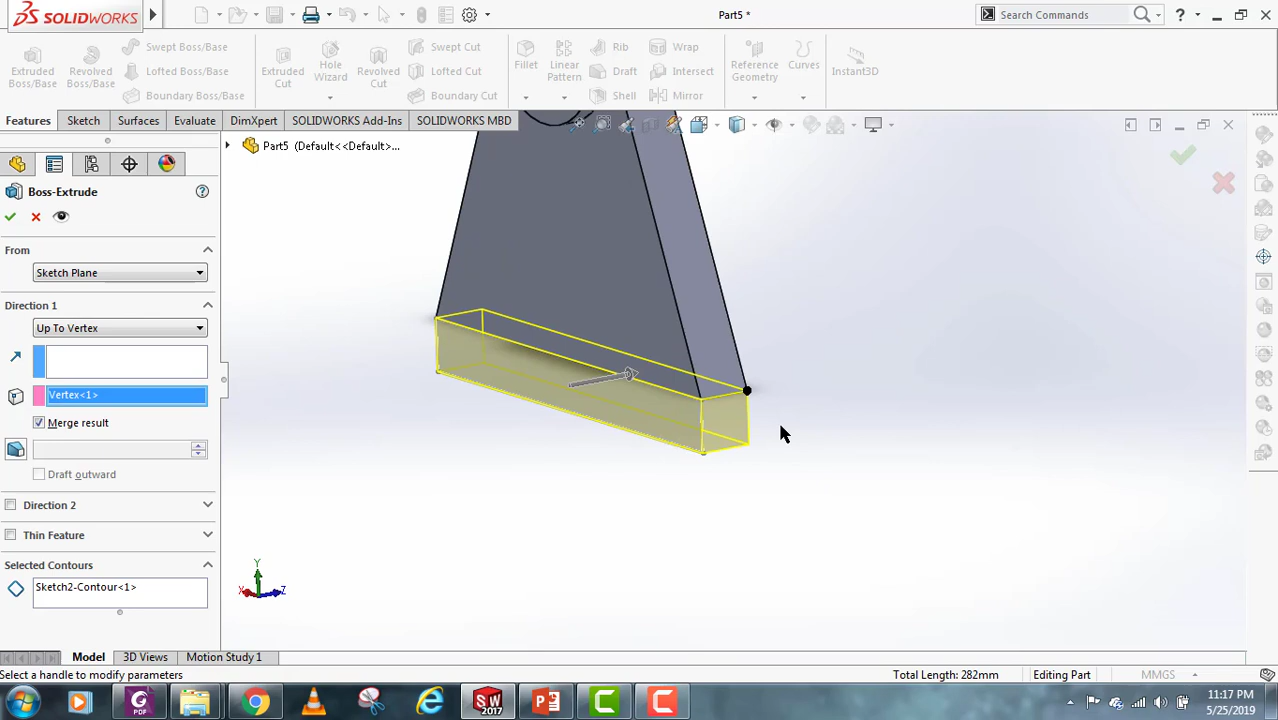 SOLIDWORKS
Part5 *
Search Commands
?
Extruded Boss/Base
Revolved Boss/Base
Swept Boss/Base
Lofted Boss/Base
Boundary Boss/Base
Extruded Cut
Hole Wizard
Revolved Cut
Swept Cut
Lofted Cut
Boundary Cut
Fillet
Linear Pattern
Rib
Draft
Shell
Wrap
Intersect
Mirror
Reference Geometry
Curves
Instant3D
Features Sketch Surfaces Evaluate DimXpert SOLIDWORKS Add-Ins SOLIDWORKS MBD
Part5 (Default<<Default>...
Boss-Extrude
?
From
Sketch Plane
Direction 1
Up To Vertex
Vertex<1>
Merge result
Draft outward
Direction 2
Thin Feature
Selected Contours
Sketch2-Contour<1>
Y
X
Z
Model 3D Views Motion Study 1
Select a handle to modify parameters
Total Length: 282mm
Editing Part
MMGS
PDF
SW
2017
11:17 PM
5/25/2019